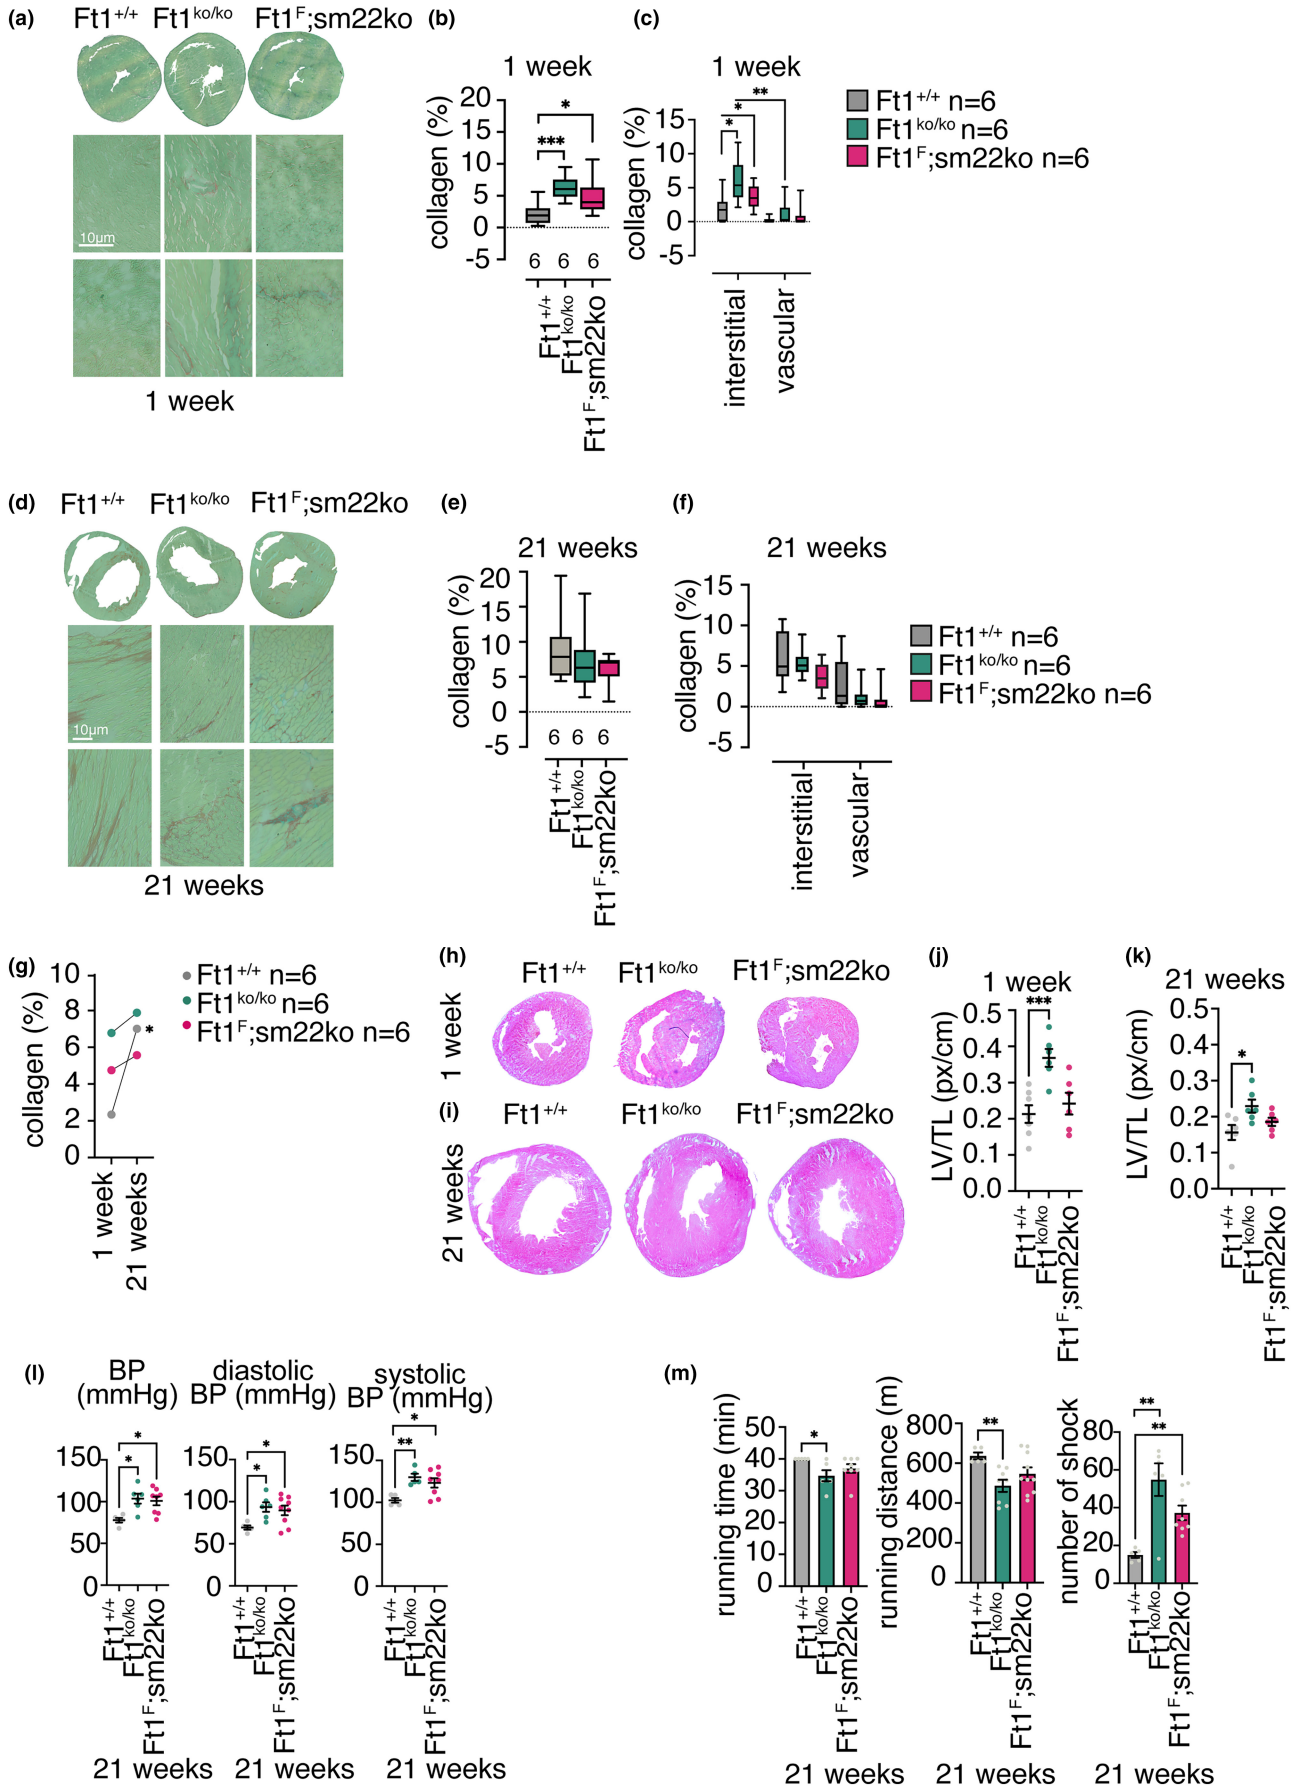 (a)
Ft1+/+ Ft1ko/ko Ft1F;sm22ko
10µm
1 week
(b)
1 week
collagen (%)
20
15
10
5
0
-5
*
***
6 6 6
Ft1+/+
Ft1ko/ko
Ft1F;sm22ko
(c)
1 week
collagen (%)
15
10
5
0
-5
**
*
*
interstitial
vascular
Ft1+/+ n=6
Ft1ko/ko n=6
Ft1F;sm22ko n=6
(d)
Ft1+/+ Ft1ko/ko Ft1F;sm22ko
10µm
21 weeks
(e)
21 weeks
collagen (%)
20
15
10
5
0
-5
6 6 6
Ft1+/+
Ft1ko/ko
Ft1F;sm22ko
(f)
21 weeks
collagen (%)
15
10
5
0
-5
interstitial
vascular
Ft1+/+ n=6
Ft1ko/ko n=6
Ft1F;sm22ko n=6
(g)
collagen (%)
10
8
6
4
2
0
*
1 week
21 weeks
Ft1+/+ n=6
Ft1ko/ko n=6
Ft1F;sm22ko n=6
(h)
Ft1+/+ Ft1ko/ko Ft1F;sm22ko
1 week
(i)
Ft1+/+ Ft1ko/ko Ft1F;sm22ko
21 weeks
(j)
1 week
LV/TL (px/cm)
0.5
0.4
0.3
0.2
0.1
0.0
***
Ft1+/+
Ft1ko/ko
Ft1F;sm22ko
(k)
21 weeks
LV/TL (px/cm)
0.5
0.4
0.3
0.2
0.1
0.0
*
Ft1+/+
Ft1ko/ko
Ft1F;sm22ko
(l)
BP
(mmHg)
150
100
50
0
*
*
Ft1+/+
Ft1ko/ko
Ft1F;sm22ko
21 weeks
diastolic
BP (mmHg)
150
100
50
0
*
*
Ft1+/+
Ft1ko/ko
Ft1F;sm22ko
21 weeks
systolic
BP (mmHg)
150
100
50
0
*
**
Ft1+/+
Ft1ko/ko
Ft1F;sm22ko
21 weeks
(m)
running time (min)
50
40
30
20
10
0
*
Ft1+/+
Ft1ko/ko
Ft1F;sm22ko
21 weeks
running distance (m)
800
600
400
200
0
**
Ft1+/+
Ft1ko/ko
Ft1F;sm22ko
21 weeks
number of shock
80
60
40
20
0
**
**
Ft1+/+
Ft1ko/ko
Ft1F;sm22ko
21 weeks